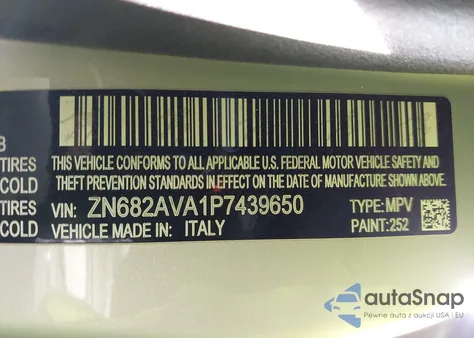 B
TIRES
COLD
TIRES
COLD
THIS VEHICLE CONFORMS TO ALL APPLICABLE U.S. FEDERAL MOTOR VEHICLE SAFETY AND
THEFT PREVENTION STANDARDS IN EFFECT ON THE DATE OF MANUFACTURE SHOWN ABOVE.
VIN: ZN682AVA1P7439650 TYPE: MPV
VEHICLE MADE IN: ITALY PAINT: 252
autoSnap
Pewne auta z aukcji USA i EU